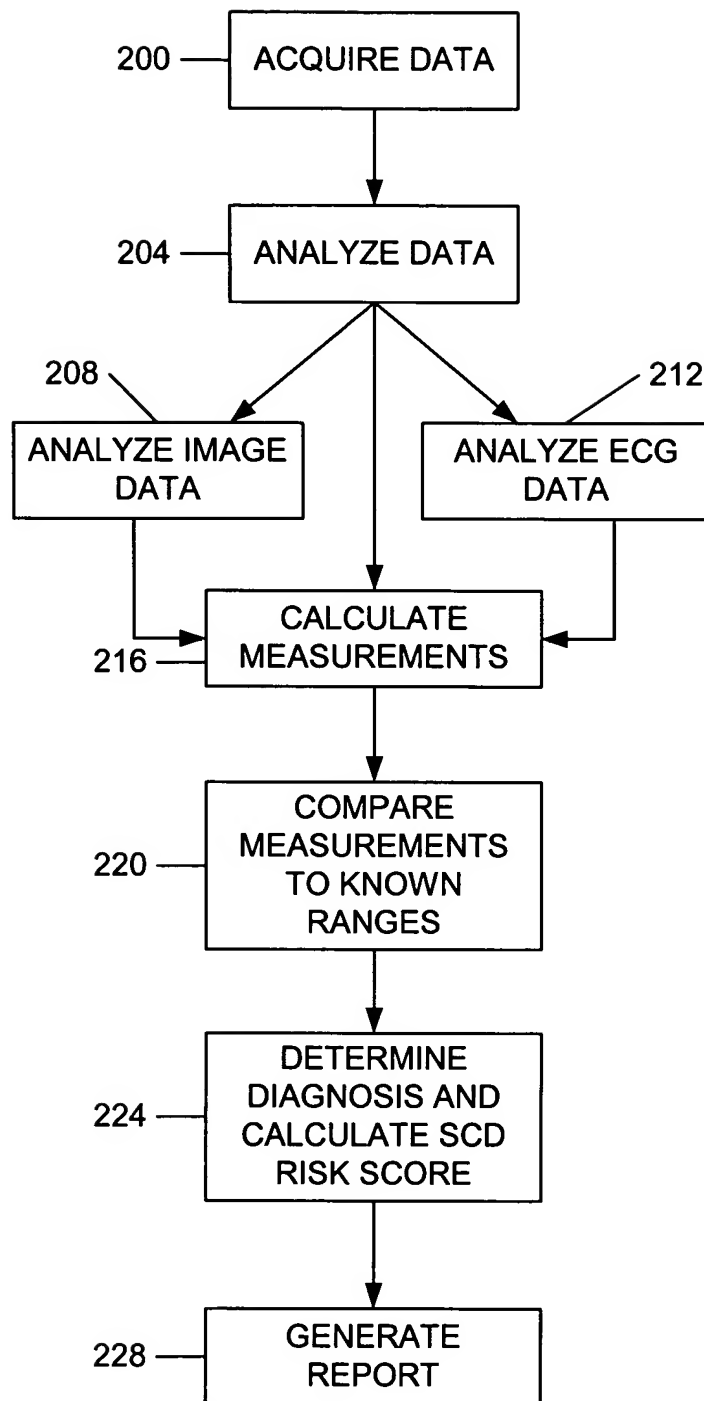 200
ACQUIRE DATA
204
ANALYZE DATA
208
212
ANALYZE IMAGE
DATA
ANALYZE ECG
DATA
CALCULATE
MEASUREMENTS
216
COMPARE
MEASUREMENTS
TO KNOWN
RANGES
220
DETERMINE
DIAGNOSIS AND
CALCULATE SCD
RISK SCORE
224
GENERATE
REPORT
228